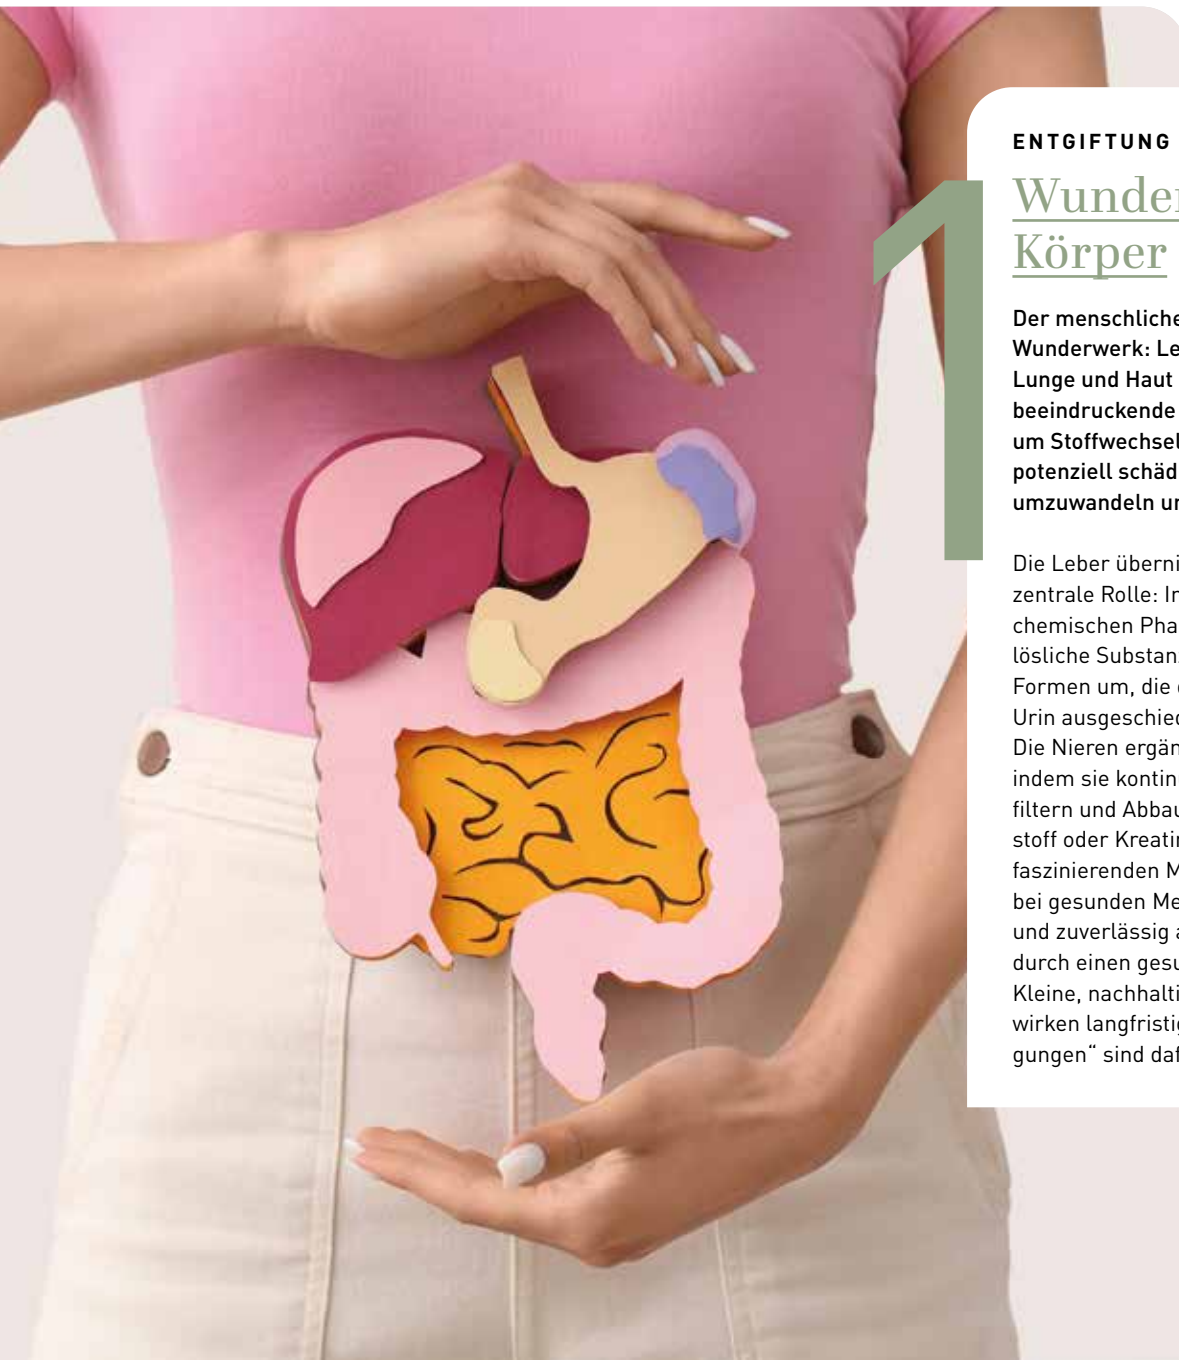 ENTGIFTUNG
1
Wunder
Körper
Der menschliche
Wunderwerk: Le
Lunge und Haut
beeindruckende
um Stoffwechsel
potenziell schäd
umzuwandeln ur
Die Leber überni
zentrale Rolle: In
chemischen Pha
lösliche Substan
Formen um, die
Urin ausgeschied
Die Nieren ergän
indem sie kontin
filtern und Abbau
stoff oder Kreatin
faszinierenden M
bei gesunden Me
und zuverlässig a
durch einen gesu
Kleine, nachhalti
wirken langfristig
gungen“ sind daf